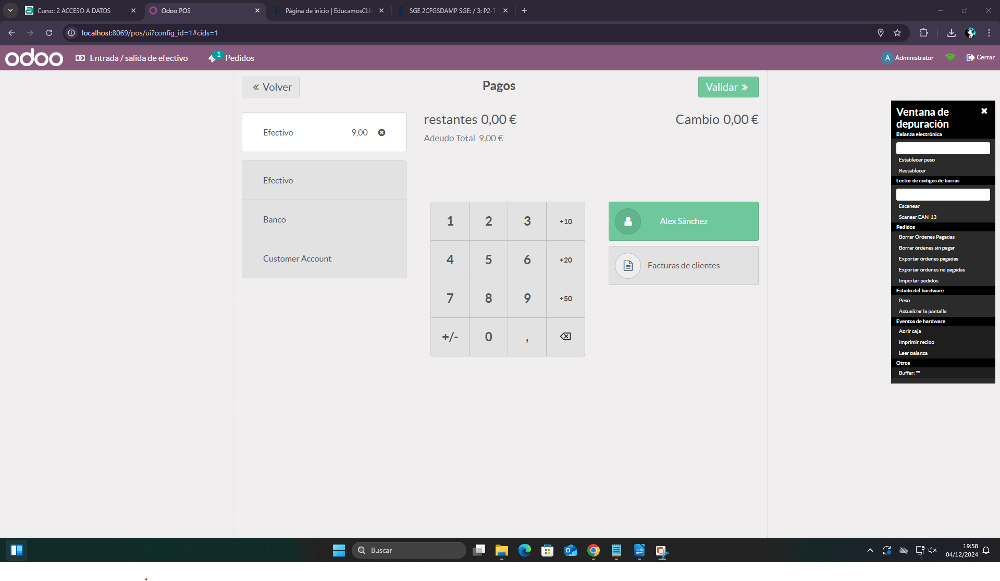 Curso: 2 ACCESO A DATOS
Odoo POS
Página de inicio | EducamosCLM
SGE 2CFGSDAMP SGE: / 3: P2-T
localhost:8069/pos/ui?config_id=1#cids=1
odoo
Entrada / salida de efectivo
1
Pedidos
A
Administrator
Cerrar
Volver
Pagos
Validar
Efectivo 9,00
Efectivo
Banco
Customer Account
restantes 0,00 €
Cambio 0,00 €
Adeudo Total 9,00 €
1 2 3 +10
4 5 6 +20
7 8 9 +50
+/- 0 ,
Alex Sánchez
Facturas de clientes
Ventana de
depuración
Balanza electrónica
Establecer peso
Restablecer
Lector de códigos de barras
Escanear
Scanear EAN-13
Pedidos
Borrar Órdenes Pagadas
Borrar órdenes sin pagar
Exportar órdenes pagadas
Exportar órdenes no pagadas
Importar pedidos
Estado del hardware
Peso
Actualizar la pantalla
Eventos de hardware
Abrir caja
Imprimir recibo
Leer balanza
Otros
Buffer: ""
Buscar
19:58
04/12/2024